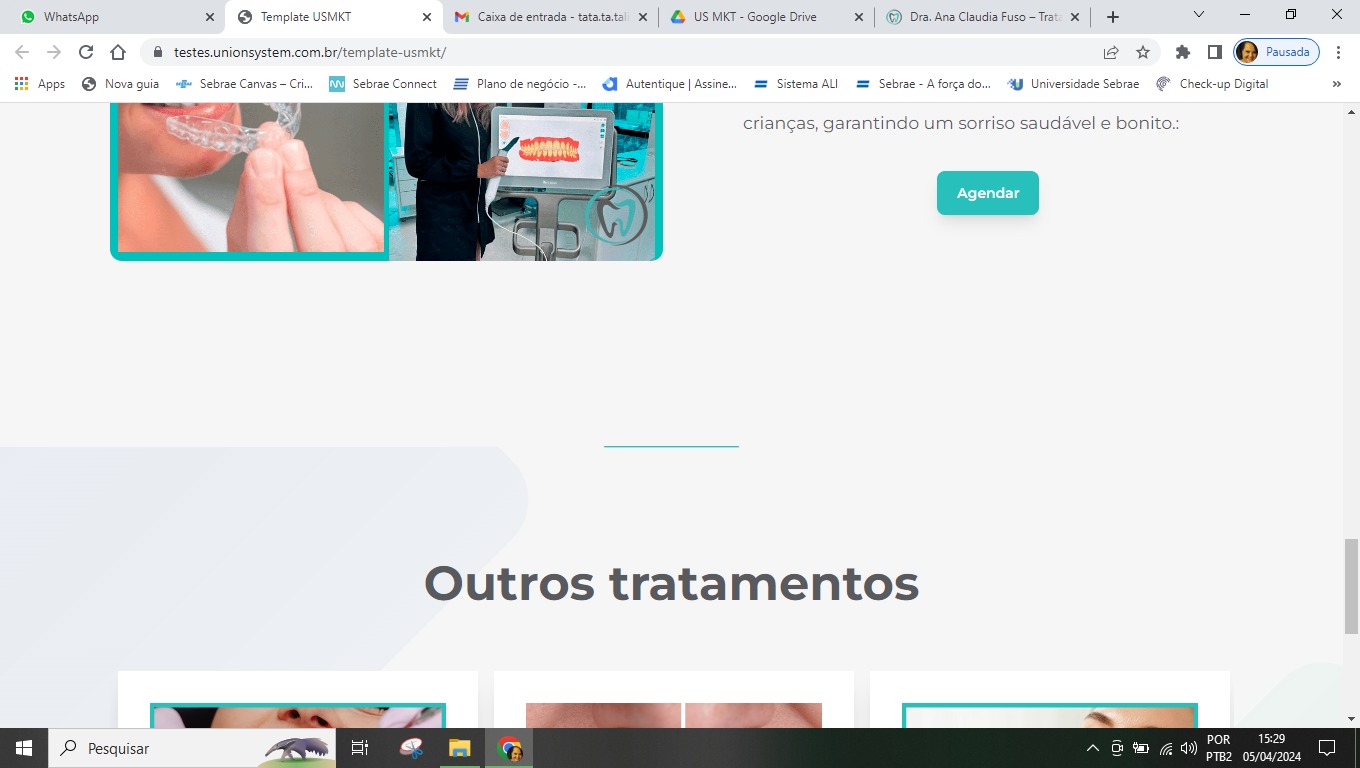 WhatsApp
Template USMKT
Caixa de entrada - tata.ta.tal
US MKT - Google Drive
Dra. Ana Claudia Fuso – Trata
testes.unionsystem.com.br/template-usmkt/
Pausada
Apps
Nova guia
Sebrae Canvas – Cri...
Sebrae Connect
Plano de negócio -...
Autentique | Assine...
Sistema ALI
Sebrae - A força do...
Universidade Sebrae
Check-up Digital
»
crianças, garantindo um sorriso saudável e bonito.:
Agendar
Outros tratamentos
Pesquisar
POR
PTB2
15:29
05/04/2024